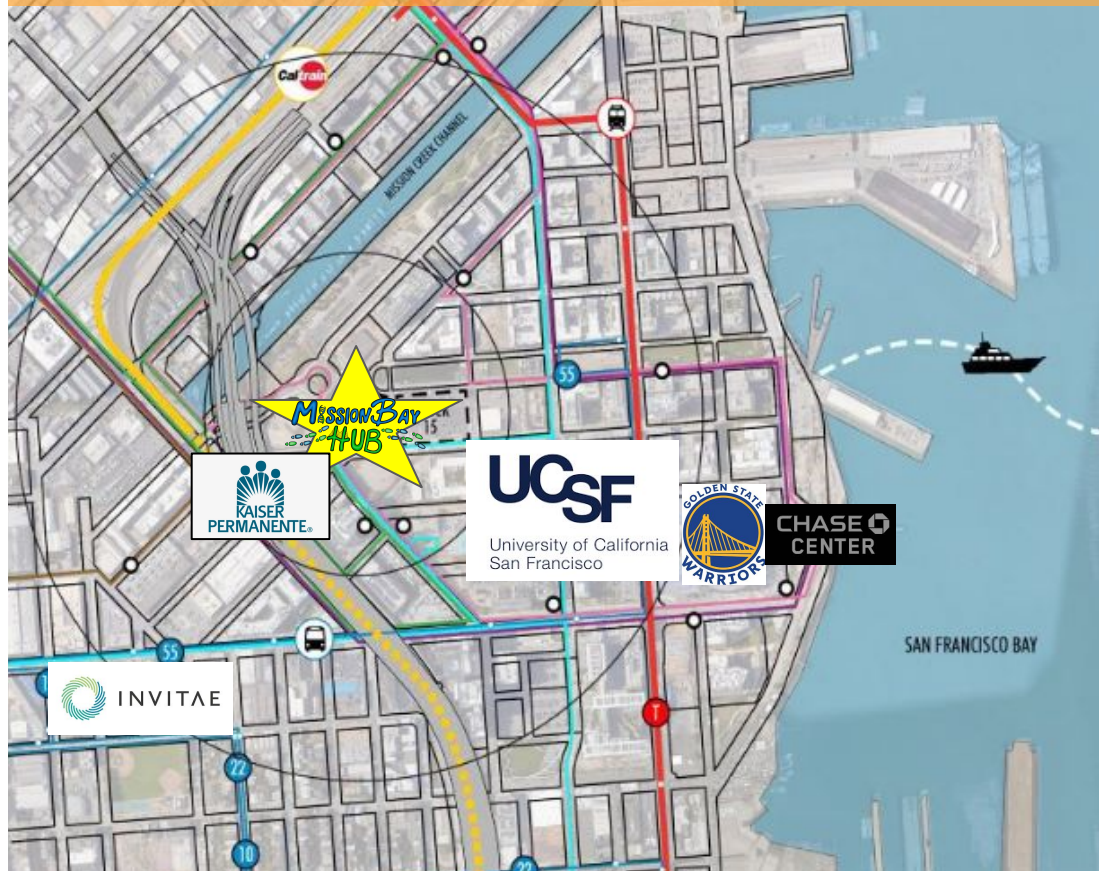 Caltrain
MISSION CREEK CHANNEL
55
MISSION BAY
HUB
15
KAISER
PERMANENTE®
UCSF
University of California
San Francisco
GOLDEN STATE
WARRIORS
CHASE
CENTER
SAN FRANCISCO BAY
55
INVITAE
T
22
10
22